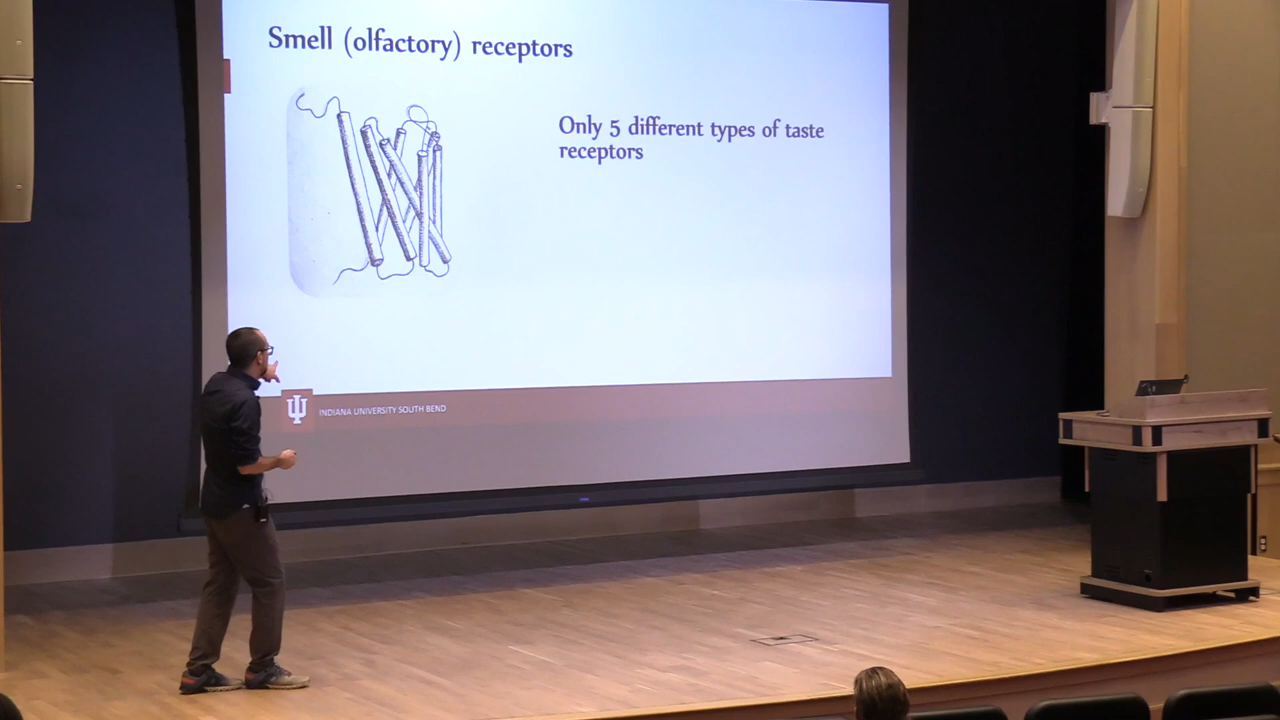 Smell (olfactory) receptors
Only 5 different types of taste
receptors
INDIANA UNIVERSITY SOUTH BEND